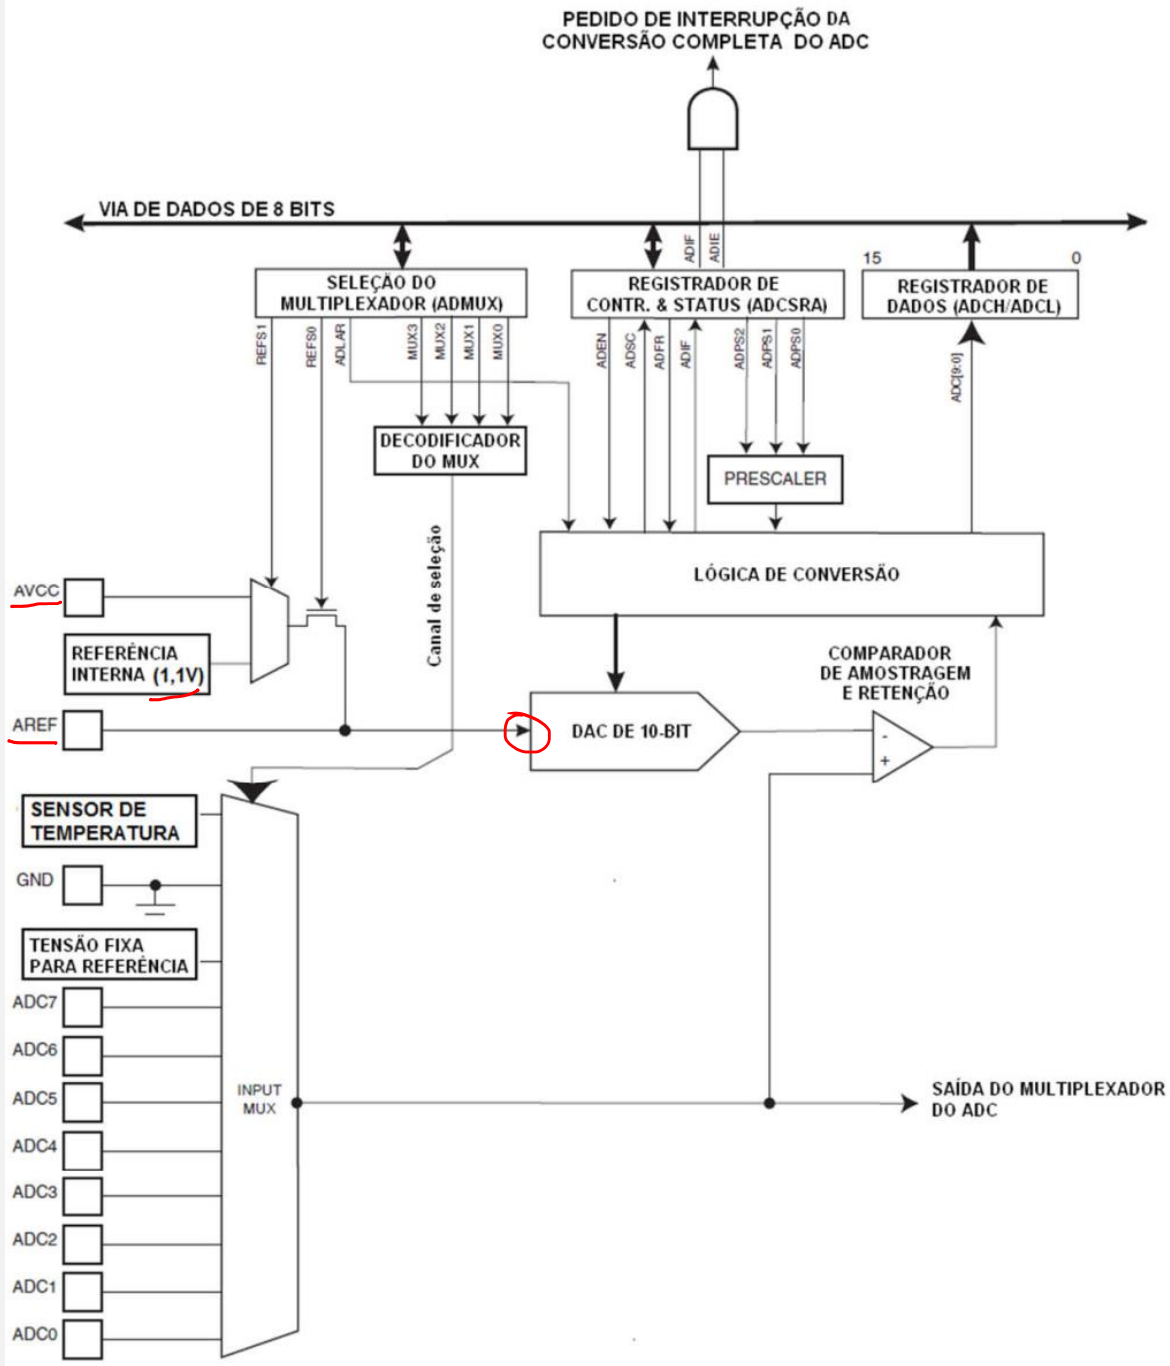 PEDIDO DE INTERRUPÇÃO DA
CONVERSÃO COMPLETA DO ADC
VIA DE DADOS DE 8 BITS
ADIF
ADIE
15
0
SELEÇÃO DO
MULTIPLEXADOR (ADMUX)
REGISTRADOR DE
CONTR. & STATUS (ADCSRA)
REGISTRADOR DE
DADOS (ADCH/ADCL)
REFS1
REFS0
ADLAR
MUX3
MUX2
MUX1
MUX0
ADEN
ADSC
ADFR
ADIF
ADPS2
ADPS1
ADPS0
ADC[9:0]
DECODIFICADOR
DO MUX
PRESCALER
Canal de seleção
LÓGICA DE CONVERSÃO
AVCC
REFERÊNCIA
INTERNA (1,1V)
AREF
COMPARADOR
DE AMOSTRAGEM
E RETENÇÃO
DAC DE 10-BIT
-
+
SENSOR DE
TEMPERATURA
GND
TENSÃO FIXA
PARA REFERÊNCIA
ADC7
ADC6
ADC5
ADC4
ADC3
ADC2
ADC1
ADC0
INPUT
MUX
SAÍDA DO MULTIPLEXADOR
DO ADC